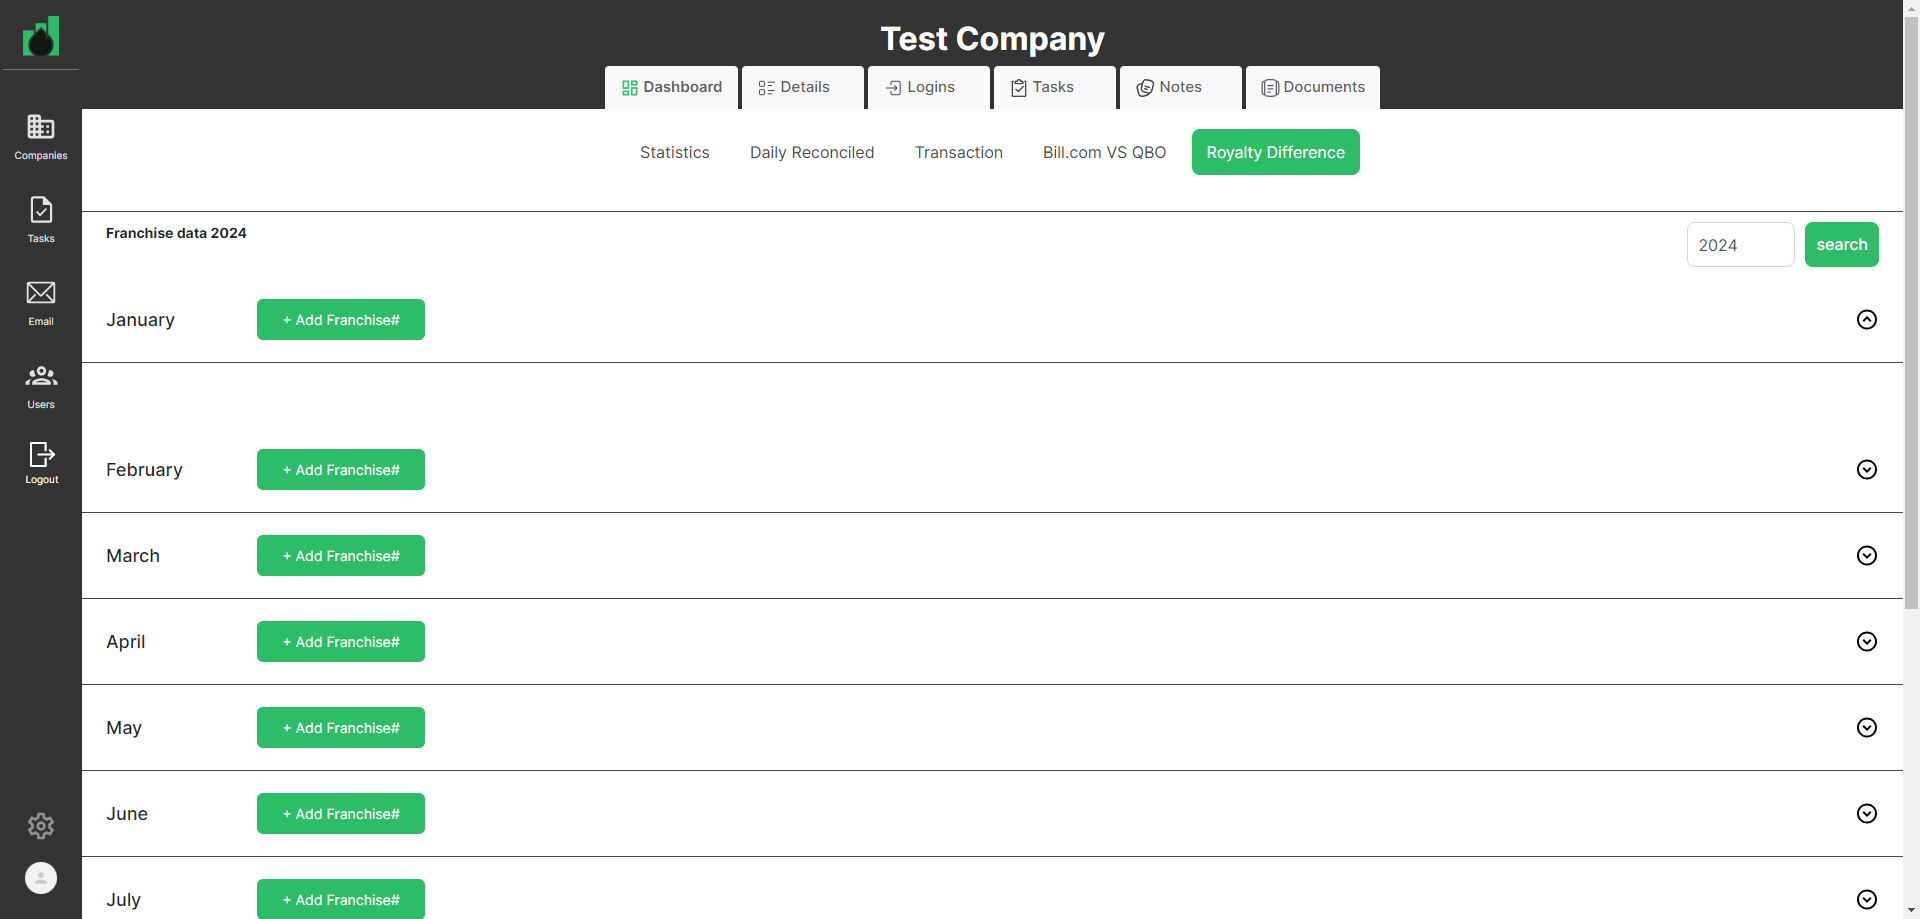 Test Company
Dashboard
Details
Logins
Tasks
Notes
Documents
Companies
Tasks
Email
Users
Logout
Statistics
Daily Reconciled
Transaction
Bill.com VS QBO
Royalty Difference
Franchise data 2024
2024
search
January
+ Add Franchise#
February
+ Add Franchise#
March
+ Add Franchise#
April
+ Add Franchise#
May
+ Add Franchise#
June
+ Add Franchise#
July
+ Add Franchise#